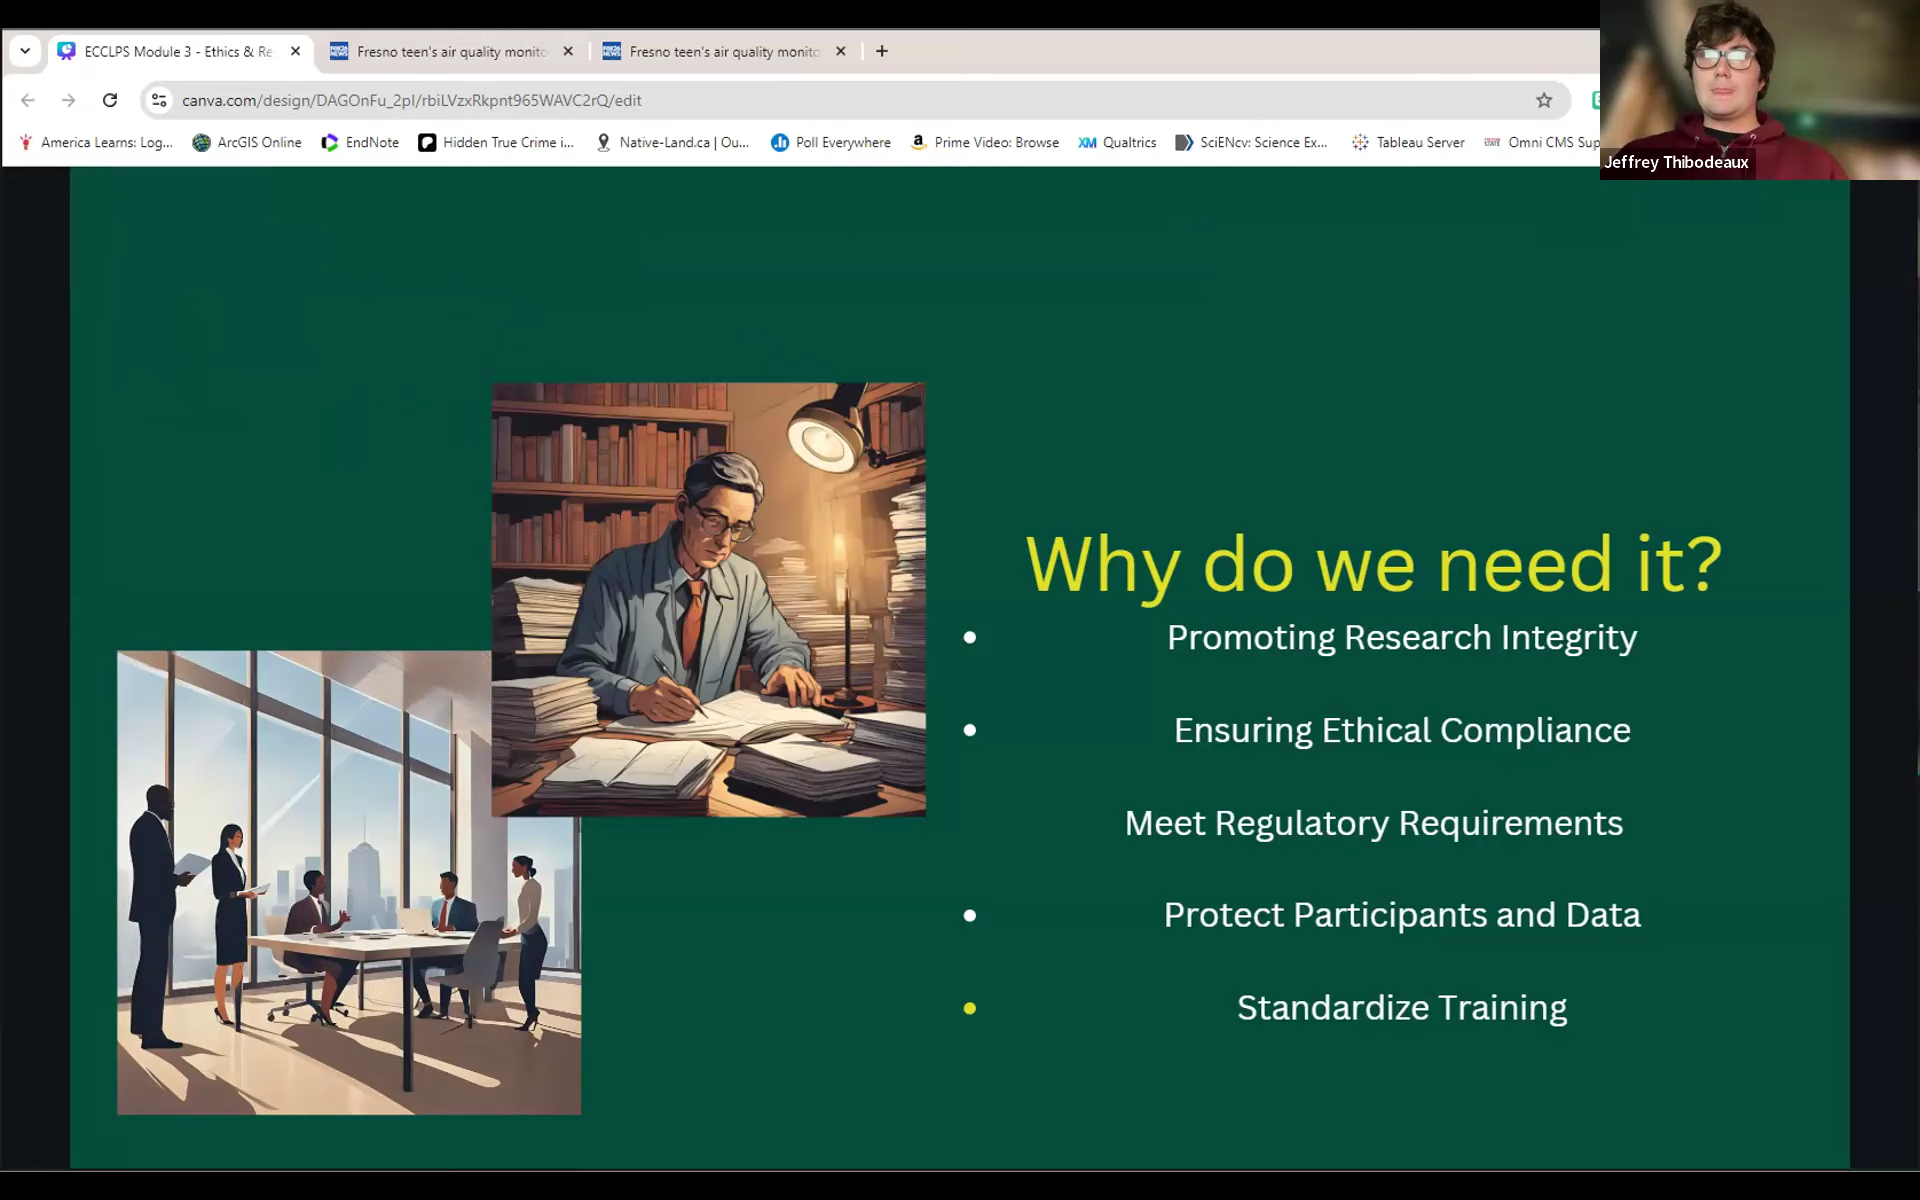 ECCLPS Module 3 - Ethics & Re
Fresno teen's air quality monito
Fresno teen's air quality monito
canva.com/design/DAGOnFu_2pI/rbiLVzxRkpnt965WAVC2rQ/edit
America Learns: Log...
ArcGIS Online
EndNote
Hidden True Crime i...
Native-Land.ca | Ou...
Poll Everywhere
Prime Video: Browse
XM Qualtrics
SciENcv: Science Ex...
Tableau Server
Omni CMS Sup
Jeffrey Thibodeaux
Why do we need it?
• Promoting Research Integrity
• Ensuring Ethical Compliance
Meet Regulatory Requirements
• Protect Participants and Data
• Standardize Training